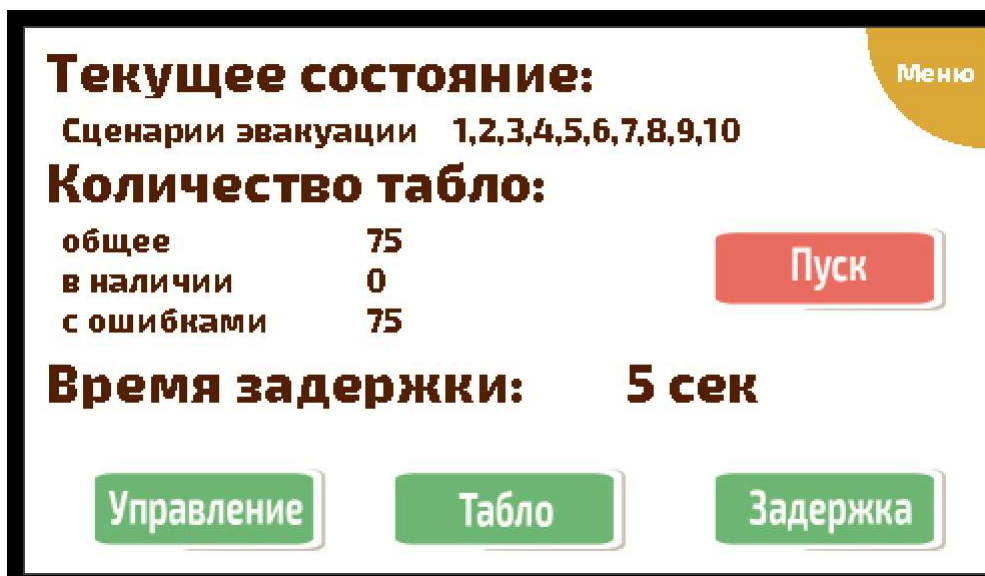 Текущее состояние:
Меню
Сценарии эвакуации 1,2,3,4,5,6,7,8,9,10
Количество табло:
общее 75
в наличии 0
Пуск
с ошибками 75
Время задержки: 5 сек
Управление Табло Задержка